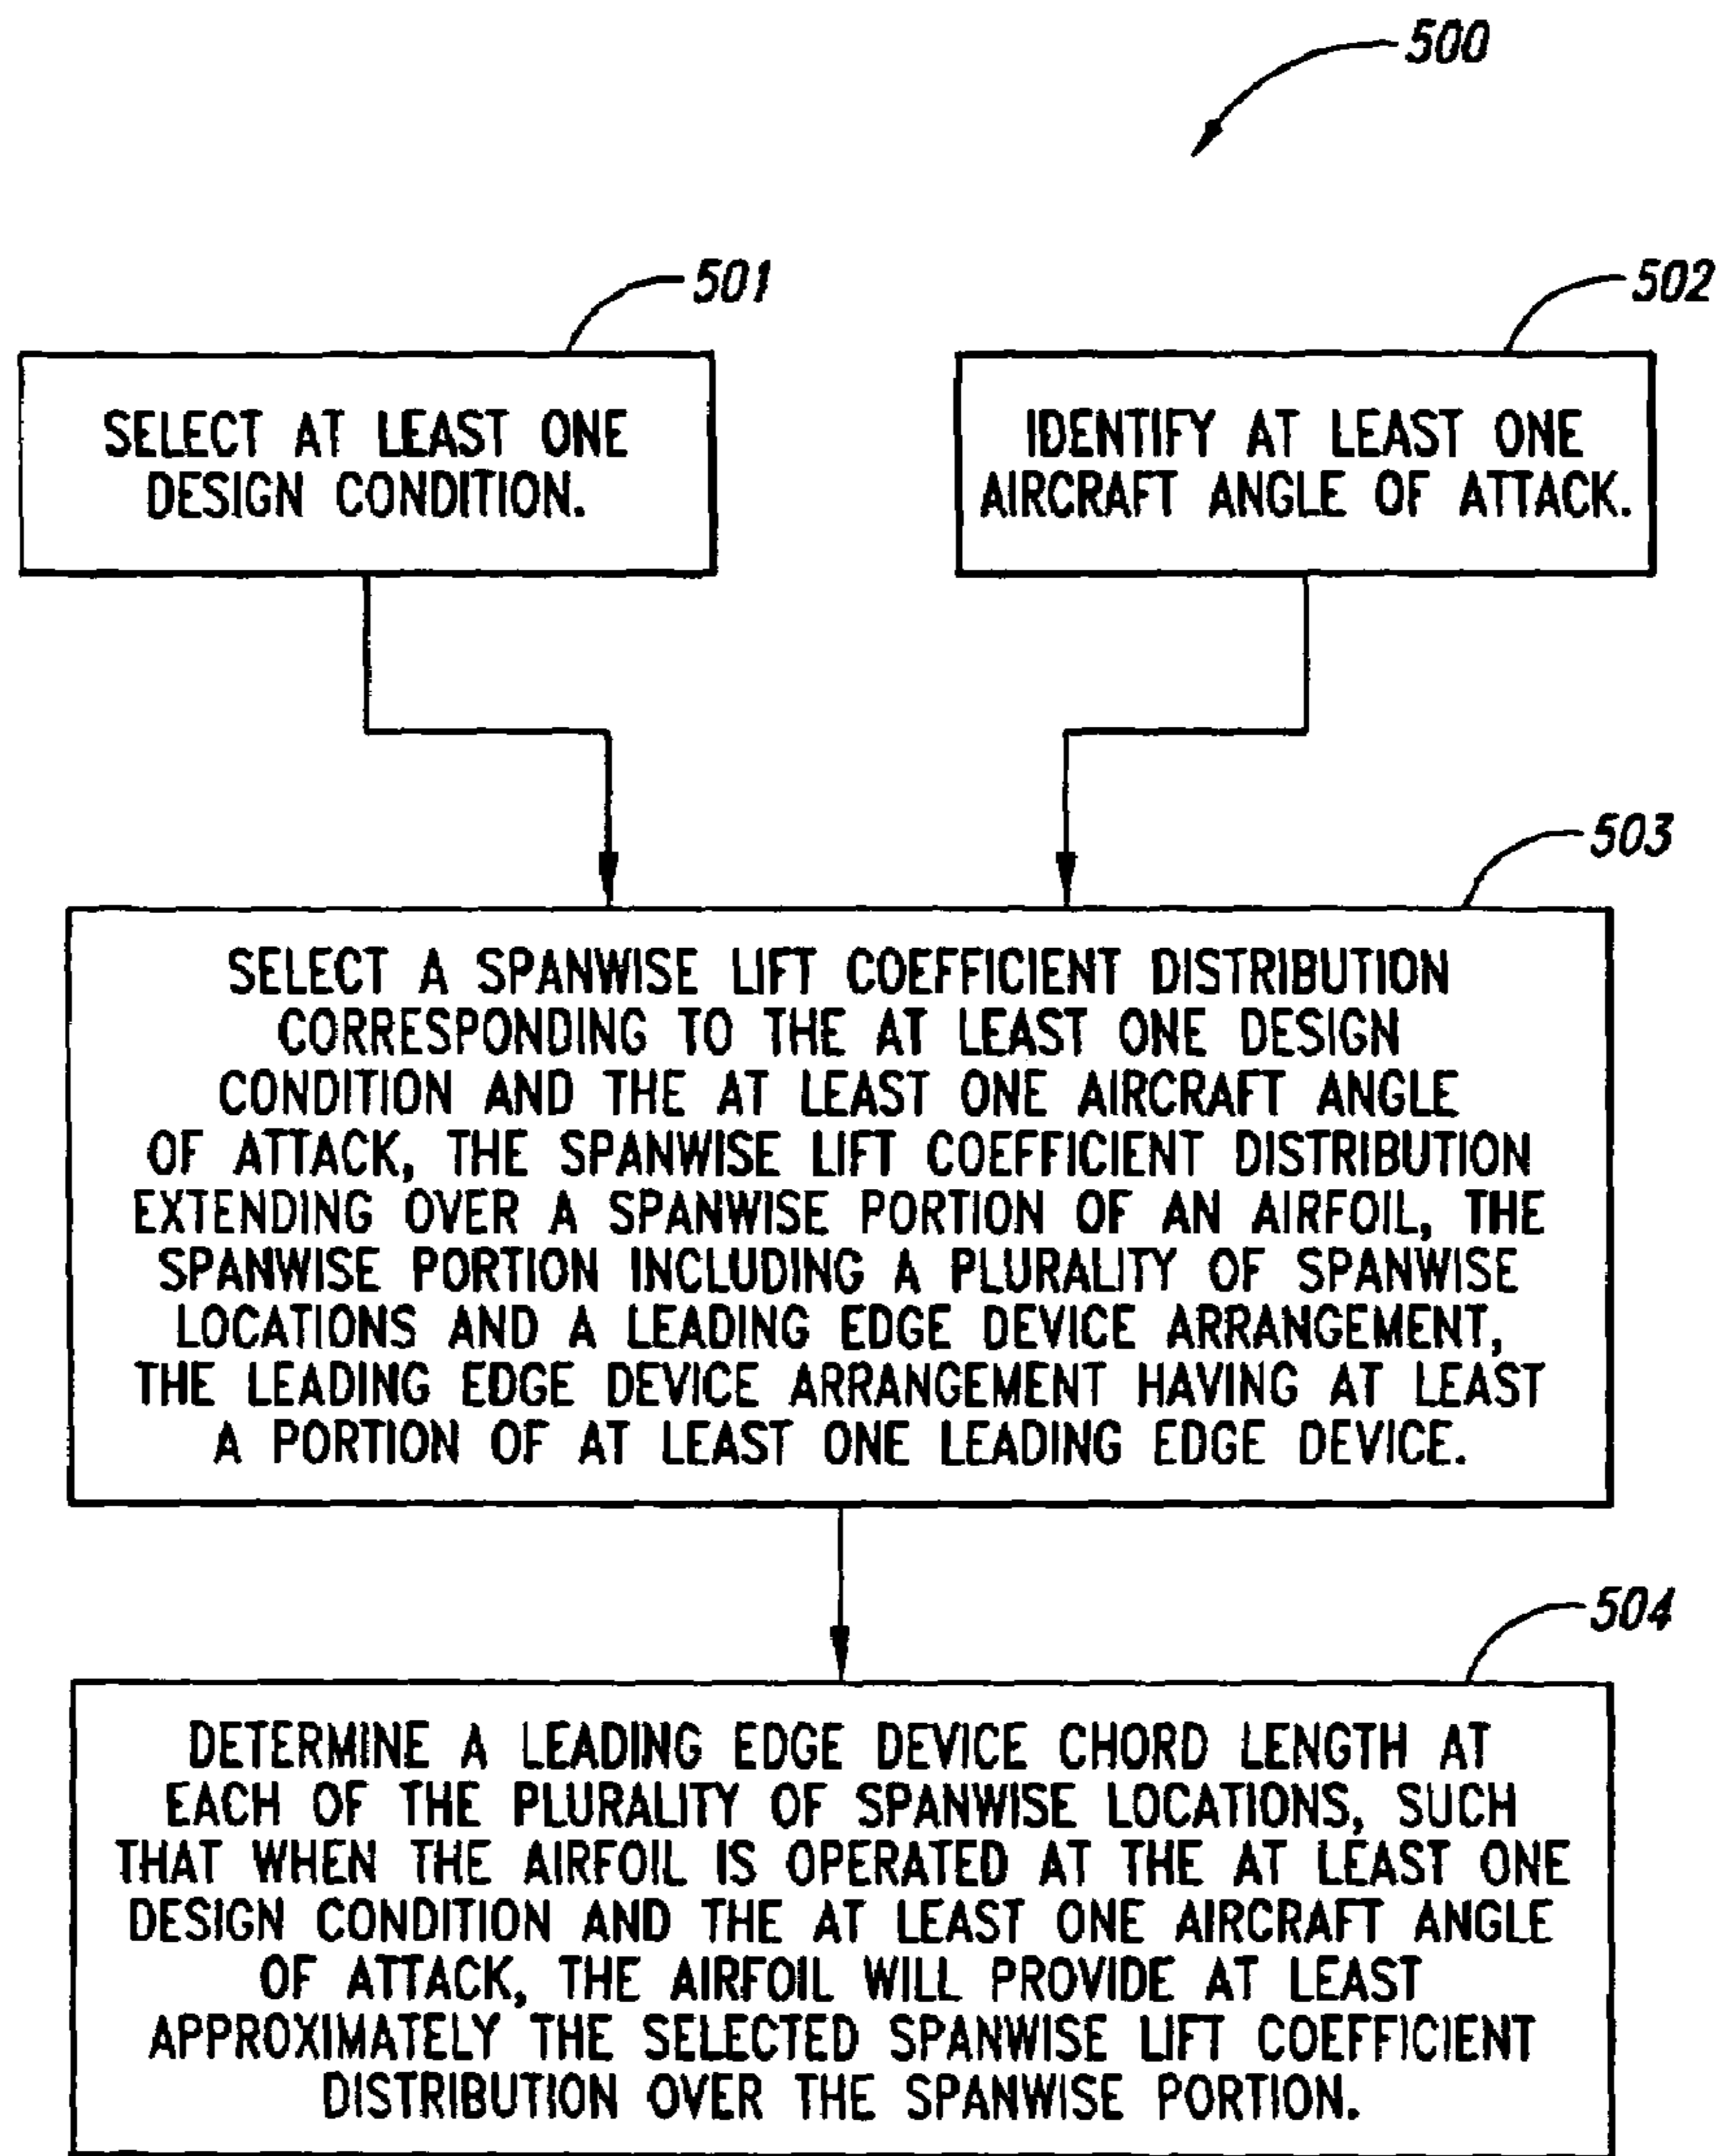 500
501
502
SELECT AT LEAST ONE
DESIGN CONDITION.
IDENTIFY AT LEAST ONE
AIRCRAFT ANGLE OF ATTACK.
503
SELECT A SPANWISE LIFT COEFFICIENT DISTRIBUTION
CORRESPONDING TO THE AT LEAST ONE DESIGN
CONDITION AND THE AT LEAST ONE AIRCRAFT ANGLE
OF ATTACK, THE SPANWISE LIFT COEFFICIENT DISTRIBUTION
EXTENDING OVER A SPANWISE PORTION OF AN AIRFOIL, THE
SPANWISE PORTION INCLUDING A PLURALITY OF SPANWISE
LOCATIONS AND A LEADING EDGE DEVICE ARRANGEMENT,
THE LEADING EDGE DEVICE ARRANGEMENT HAVING AT LEAST
A PORTION OF AT LEAST ONE LEADING EDGE DEVICE.
504
DETERMINE A LEADING EDGE DEVICE CHORD LENGTH AT
EACH OF THE PLURALITY OF SPANWISE LOCATIONS, SUCH
THAT WHEN THE AIRFOIL IS OPERATED AT THE AT LEAST ONE
DESIGN CONDITION AND THE AT LEAST ONE AIRCRAFT ANGLE
OF ATTACK, THE AIRFOIL WILL PROVIDE AT LEAST
APPROXIMATELY THE SELECTED SPANWISE LIFT COEFFICIENT
DISTRIBUTION OVER THE SPANWISE PORTION.